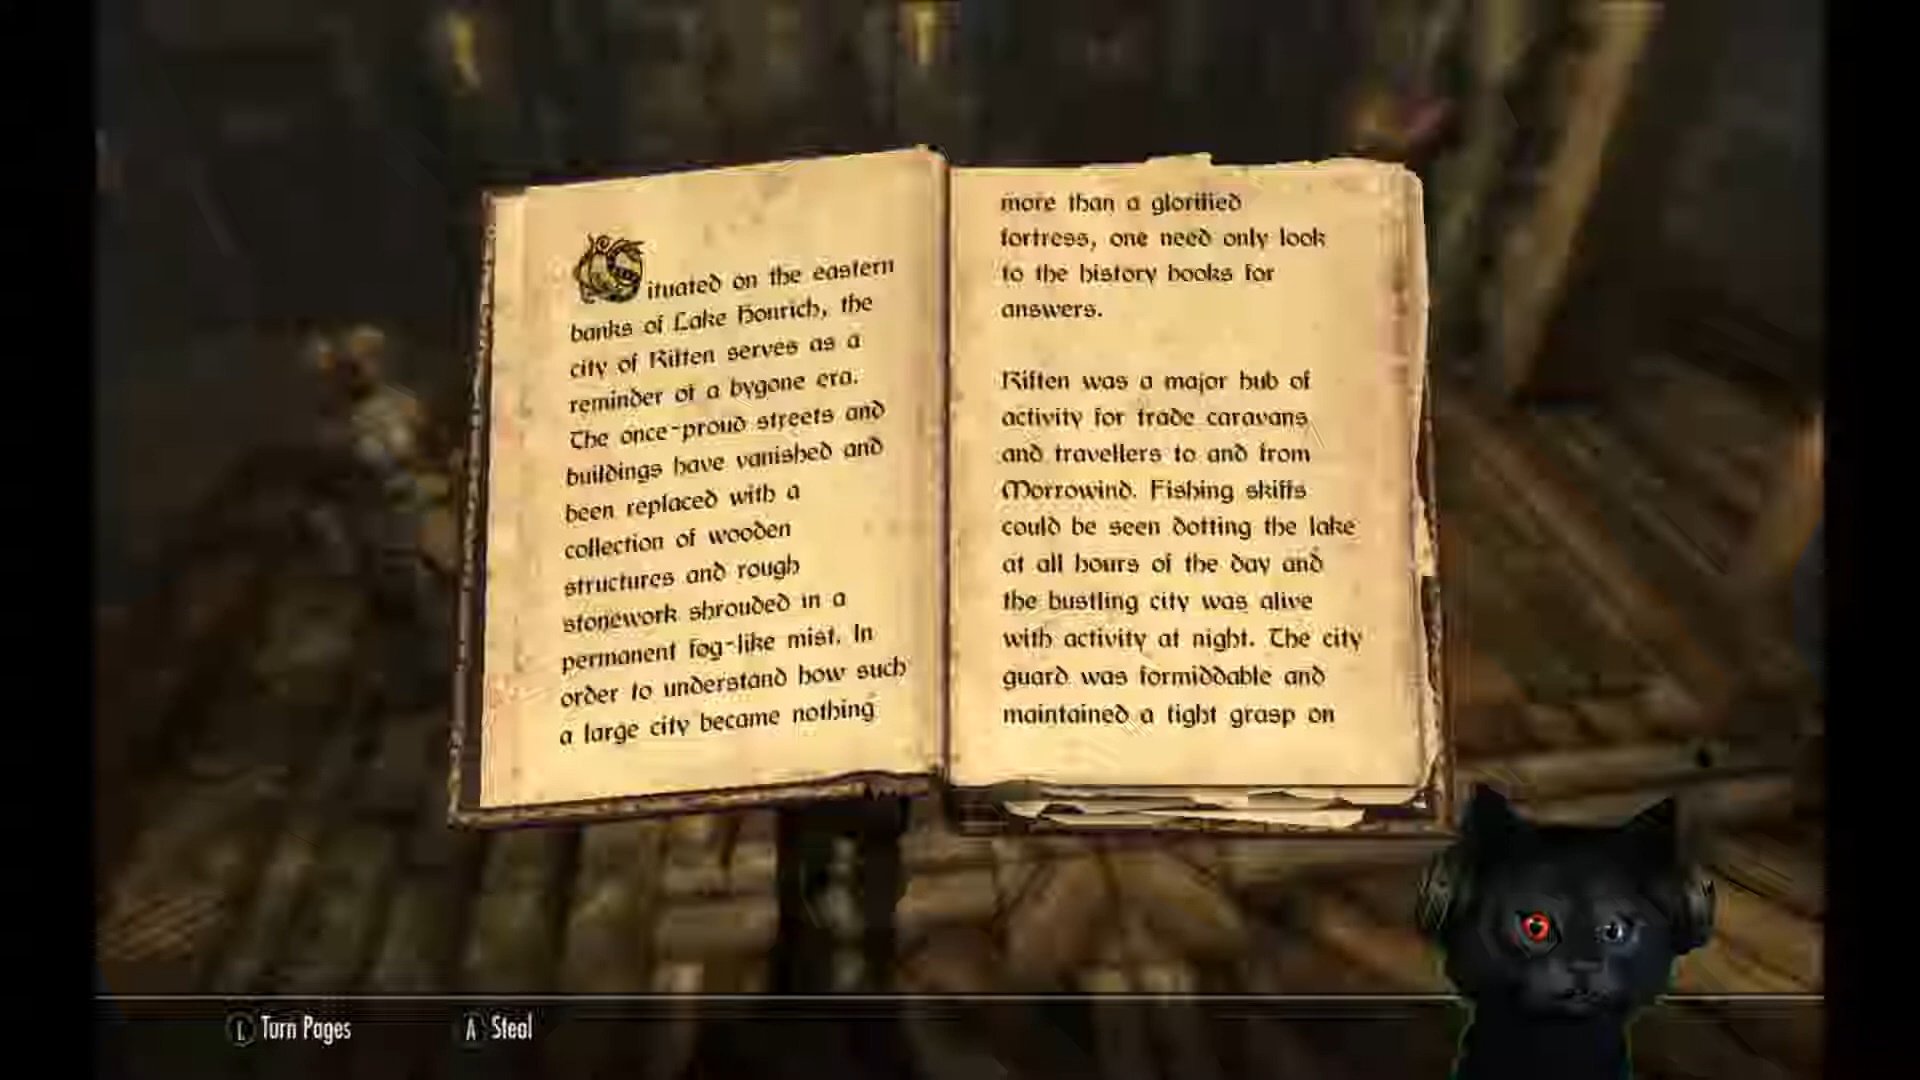 Situated on the eastern
banks of Lake Honrich, the
city of Riften serves as a
reminder of a bygone era.
The once-proud streets and
buildings have vanished and
been replaced with a
collection of wooden
structures and rough
stonework shrouded in a
permanent fog-like mist. In
order to understand how such
a large city became nothing
more than a glorified
fortress, one need only look
to the history books for
answers.
Riften was a major hub of
activity for trade caravans
and travellers to and from
Morrowind. Fishing skiffs
could be seen dotting the lake
at all hours of the day and
the bustling city was alive
with activity at night. The city
guard was formiddable and
maintained a tight grasp on
L Turn Pages
A Steal